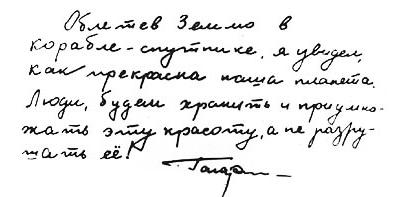 Облетев Землю в
корабле-спутнике, я увидел,
как прекрасна наша планета.
Люди, будем хранить и приумно-
жать эту красоту, а не разру-
шать её!
Гагарин